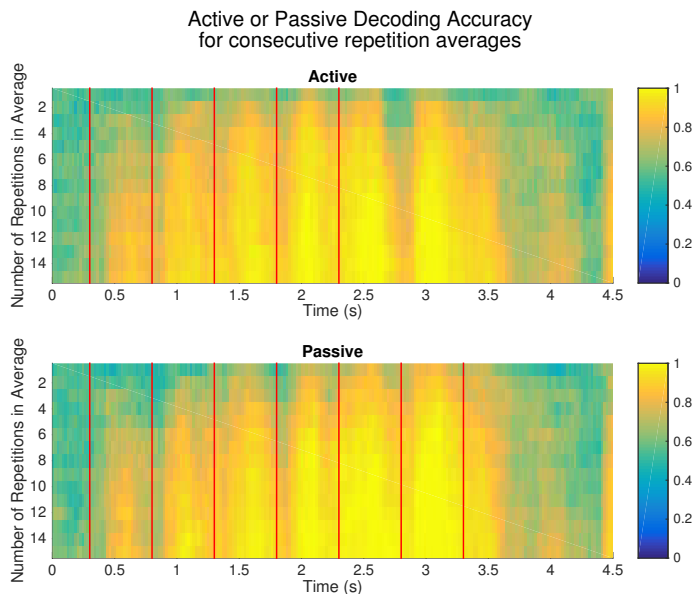 Active or Passive Decoding Accuracy
for consecutive repetition averages
Active
Number of Repetitions in Average
2
4
6
8
10
12
14
0 0.5 1 1.5 2 2.5 3 3.5 4 4.5
Time (s)
1
0.8
0.6
0.4
0.2
0
Passive
Number of Repetitions in Average
2
4
6
8
10
12
14
0 0.5 1 1.5 2 2.5 3 3.5 4 4.5
Time (s)
1
0.8
0.6
0.4
0.2
0